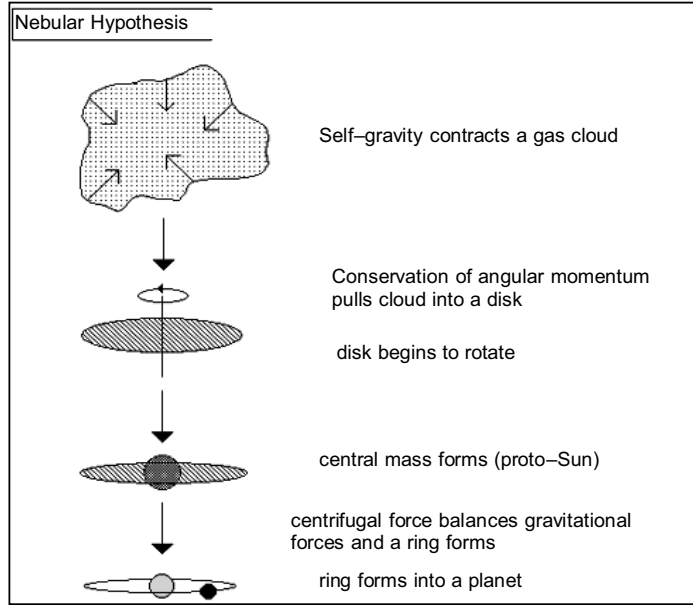 Nebular Hypothesis
Self–gravity contracts a gas cloud
Conservation of angular momentum
pulls cloud into a disk
disk begins to rotate
central mass forms (proto–Sun)
centrifugal force balances gravitational
forces and a ring forms
ring forms into a planet